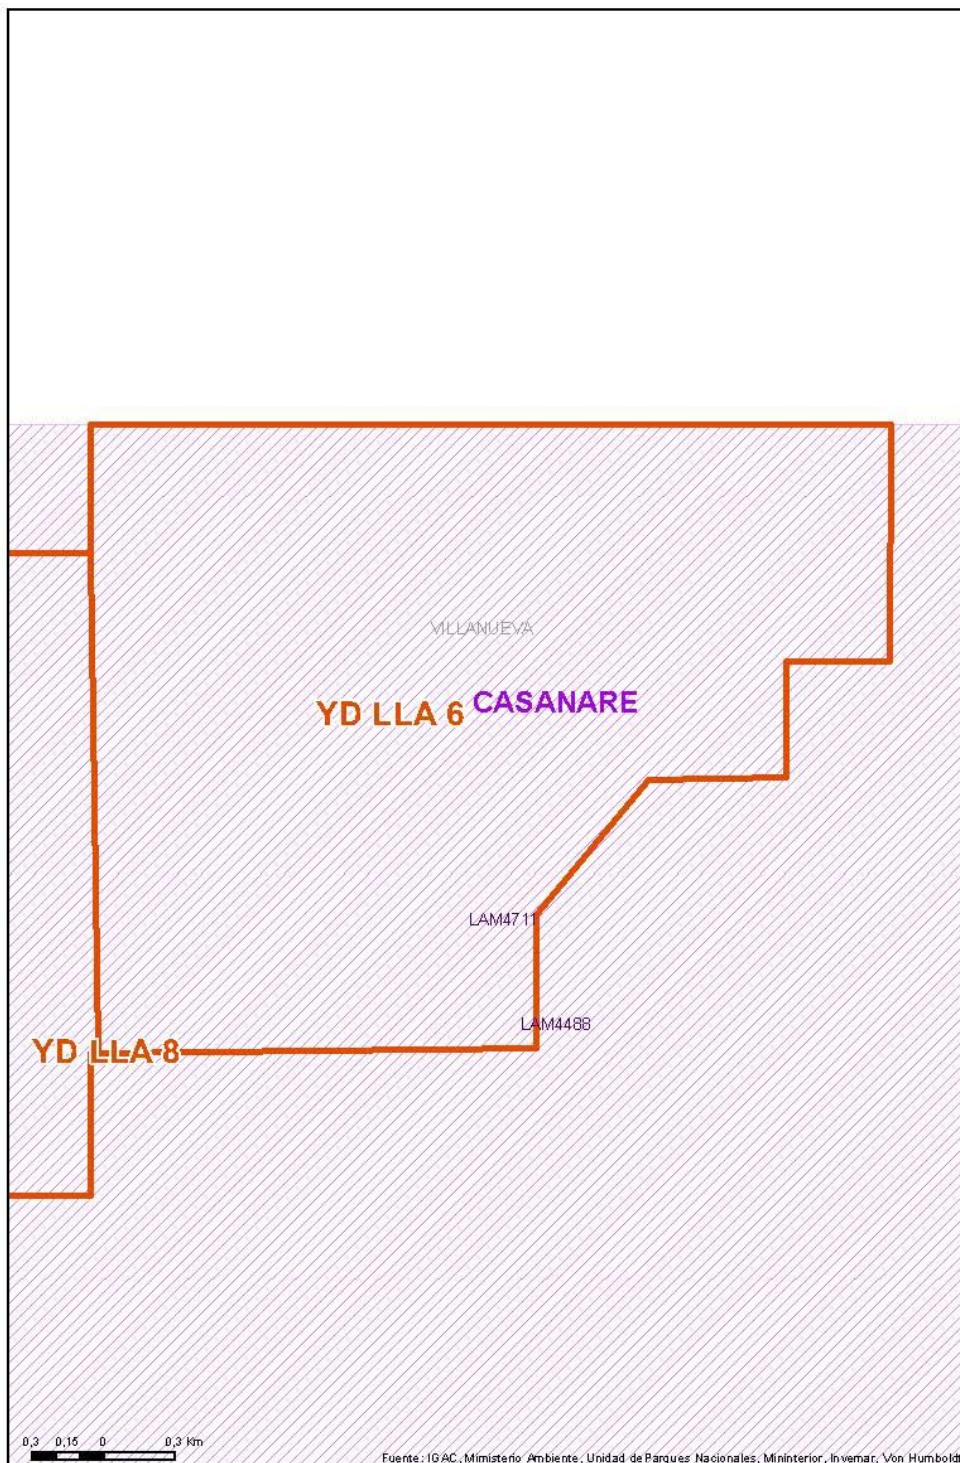 VILLANUEVA
YD LLA 6
CASANARE
LAM4711
LAM4488
YD LLA 8
0,3 0,15 0 0,3 Km
Fuente: IGAC, Mimisterio Ambiente, Unidad de Parques Nacionales, Mininterior, Invemar, Von Humboldt